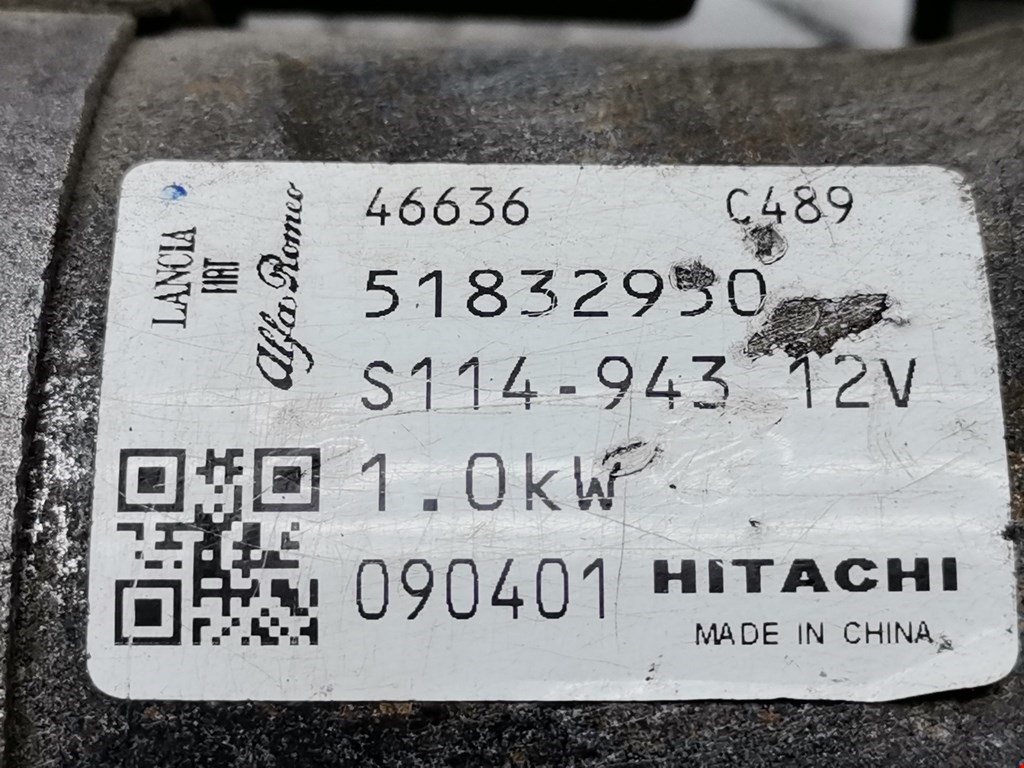 LANCIA
FIAT
Alfa Romeo
46636 C489
51832950
S114-943 12V
1.0kW
090401 HITACHI
MADE IN CHINA